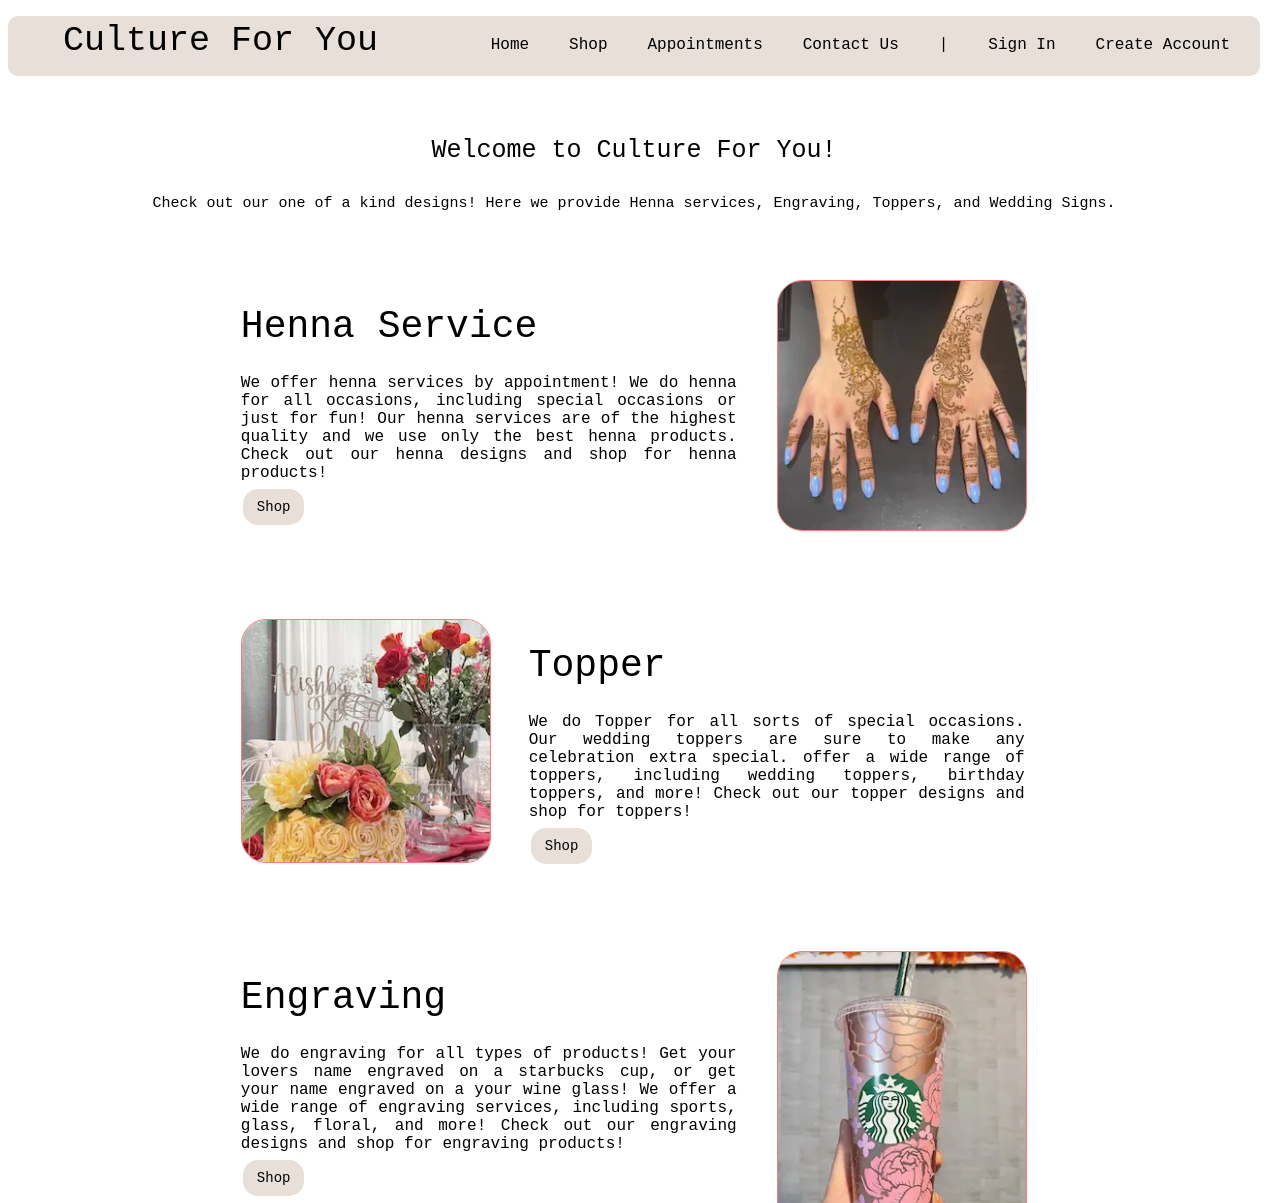 Culture For You
Home Shop Appointments Contact Us | Sign In Create Account
Welcome to Culture For You!
Check out our one of a kind designs! Here we provide Henna services, Engraving, Toppers, and Wedding Signs.
Henna Service
We offer henna services by appointment! We do henna
for all occasions, including special occasions or
just for fun! Our henna services are of the highest
quality and we use only the best henna products.
Check out our henna designs and shop for henna
products!
Shop
Topper
We do Topper for all sorts of special occasions.
Our wedding toppers are sure to make any
celebration extra special. offer a wide range of
toppers, including wedding toppers, birthday
toppers, and more! Check out our topper designs and
shop for toppers!
Shop
Engraving
We do engraving for all types of products! Get your
lovers name engraved on a starbucks cup, or get
your name engraved on a your wine glass! We offer a
wide range of engraving services, including sports,
glass, floral, and more! Check out our engraving
designs and shop for engraving products!
Shop